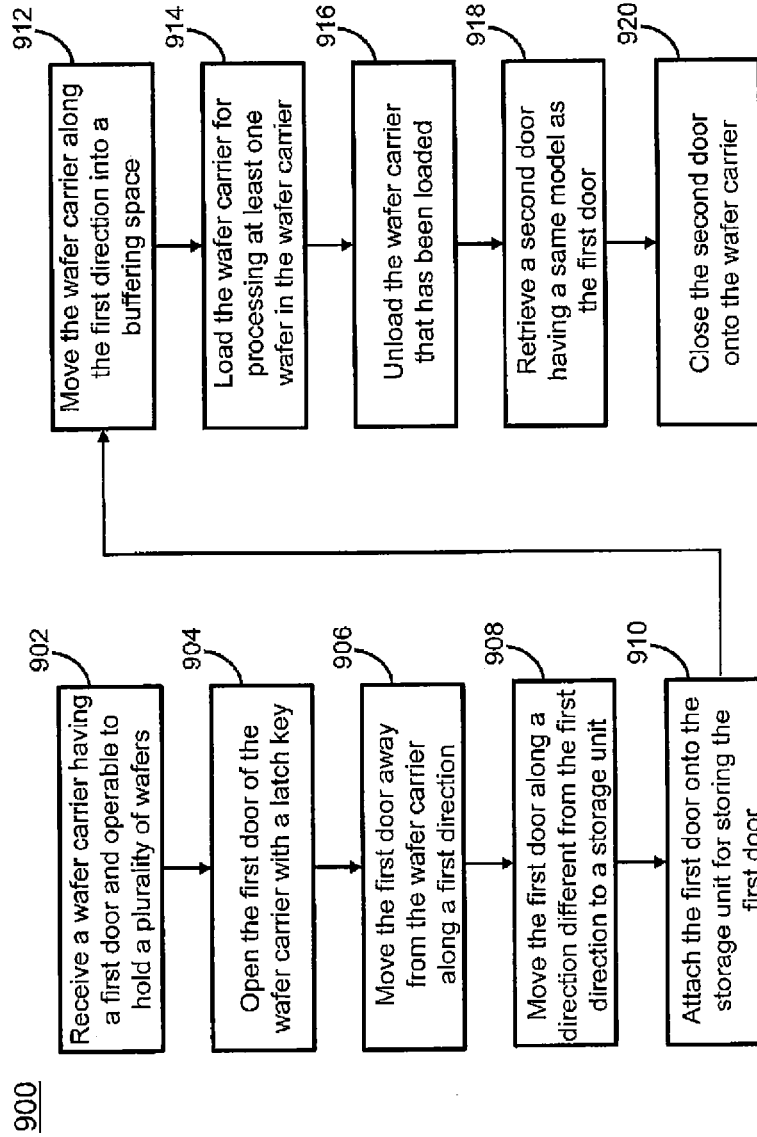 900
902
Receive a wafer carrier having
a first door and operable to
hold a plurality of wafers
904
Open the first door of the
wafer carrier with a latch key
906
Move the first door away
from the wafer carrier
along a first direction
908
Move the first door along a
direction different from the first
direction to a storage unit
910
Attach the first door onto the
storage unit for storing the
first door
912
Move the wafer carrier along
the first direction into a
buffering space
914
Load the wafer carrier for
processing at least one
wafer in the wafer carrier
916
Unload the wafer carrier
that has been loaded
918
Retrieve a second door
having a same model as
the first door
920
Close the second door
onto the wafer carrier